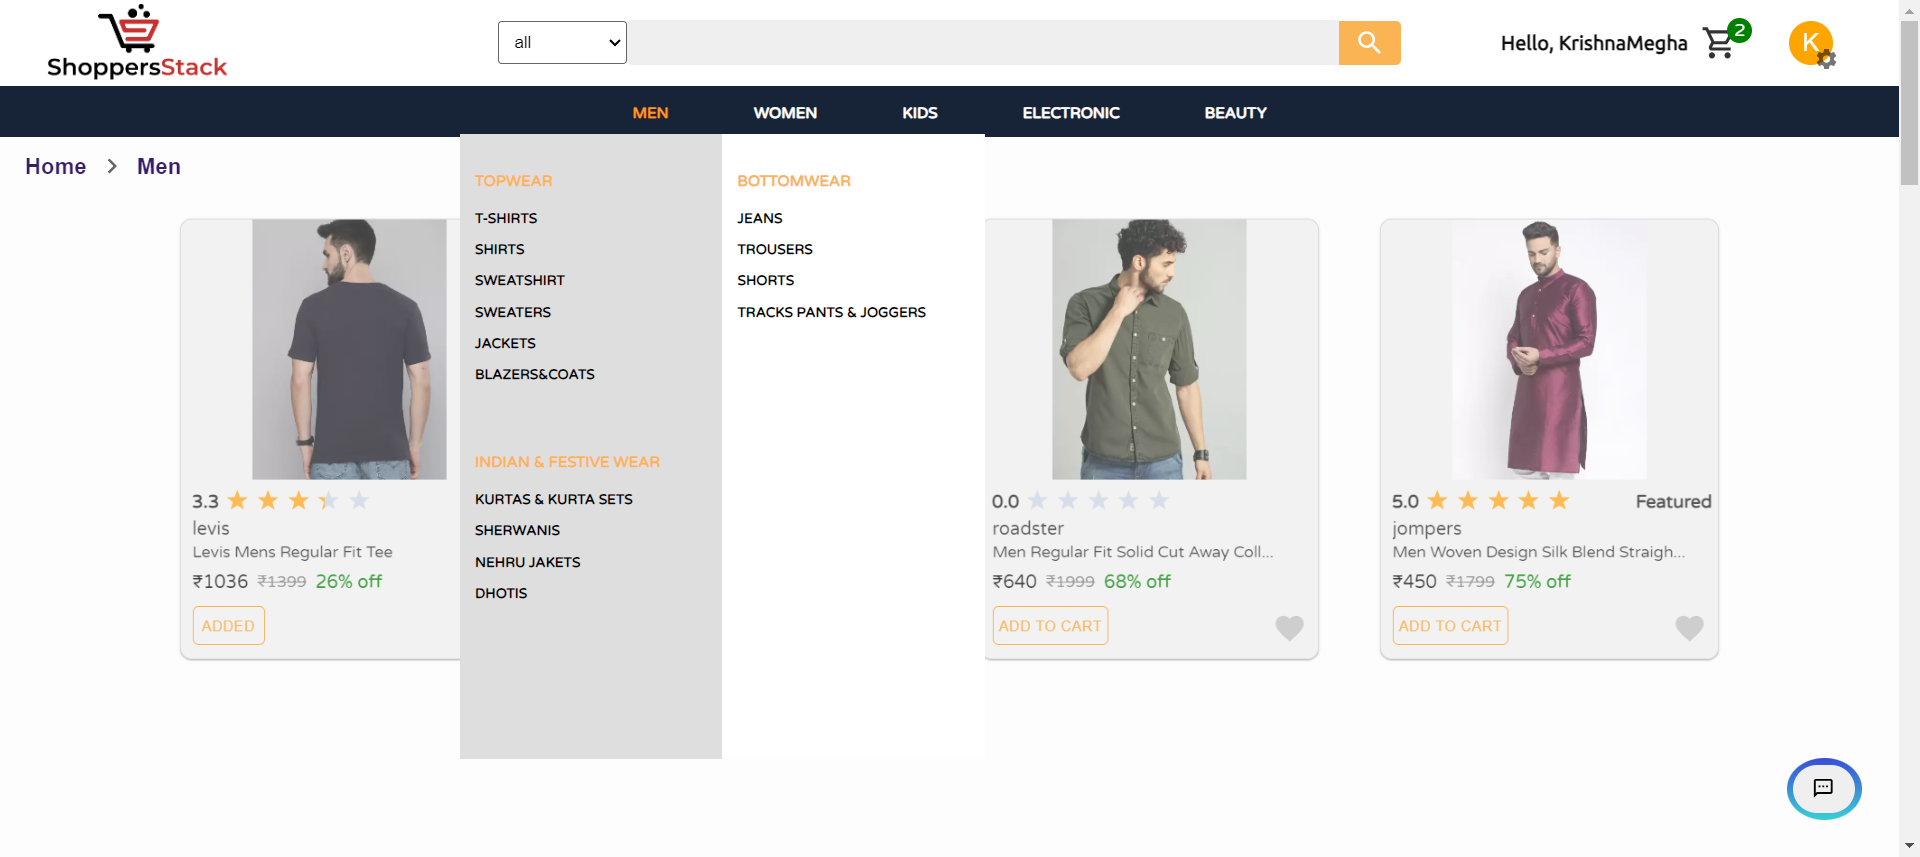 ShoppersStack
all
Hello, KrishnaMegha
2
K
MEN
WOMEN
KIDS
ELECTRONIC
BEAUTY
Home
Men
TOPWEAR
T-SHIRTS
SHIRTS
SWEATSHIRT
SWEATERS
JACKETS
BLAZERS&COATS
INDIAN & FESTIVE WEAR
KURTAS & KURTA SETS
SHERWANIS
NEHRU JAKETS
DHOTIS
BOTTOMWEAR
JEANS
TROUSERS
SHORTS
TRACKS PANTS & JOGGERS
3.3
levis
Levis Mens Regular Fit Tee
₹1036 ₹1399 26% off
ADDED
0.0
roadster
Men Regular Fit Solid Cut Away Coll...
₹640 ₹1999 68% off
ADD TO CART
5.0 Featured
jompers
Men Woven Design Silk Blend Straigh...
₹450 ₹1799 75% off
ADD TO CART